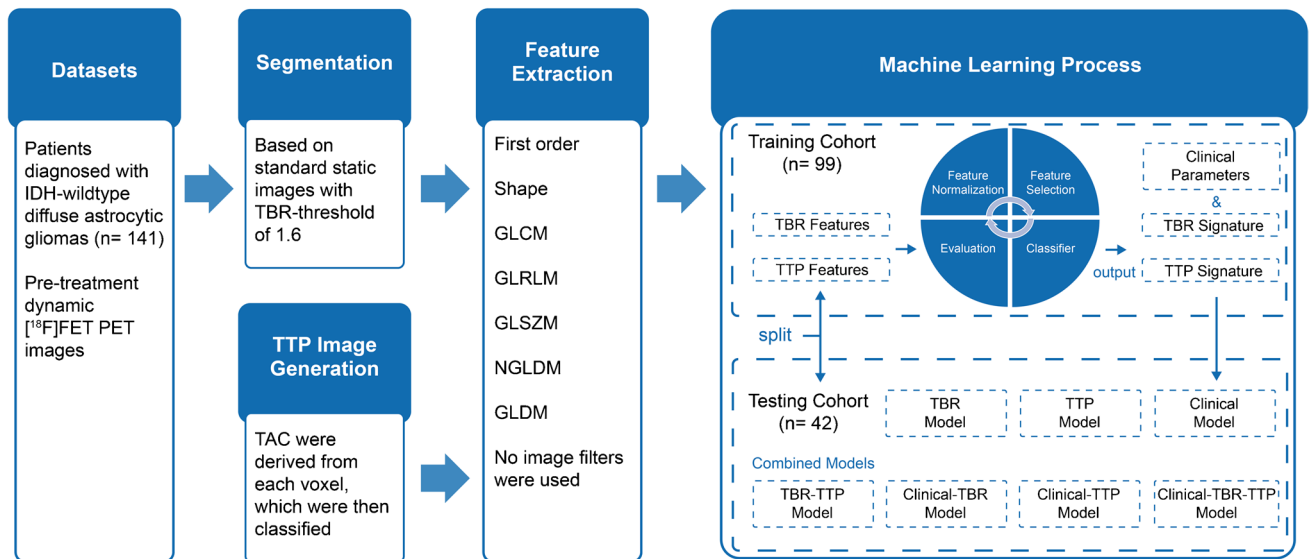 Datasets
Patients
diagnosed with
IDH-wildtype
diffuse astrocytic
gliomas (n= 141)
Pre-treatment
dynamic
[¹⁸F]FET PET
images
Segmentation
Based on
standard static
images with
TBR-threshold
of 1.6
TTP Image
Generation
TAC were
derived from
each voxel,
which were then
classified
Feature
Extraction
First order
Shape
GLCM
GLRLM
GLSZM
NGLDM
GLDM
No image filters
were used
Machine Learning Process
Training Cohort
(n= 99)
TBR Features
TTP Features
Feature
Normalization
Feature
Selection
Evaluation
Classifier
output
Clinical
Parameters
&
TBR Signature
TTP Signature
split
Testing Cohort
(n= 42)
TBR
Model
TTP
Model
Clinical
Model
Combined Models
TBR-TTP
Model
Clinical-TBR
Model
Clinical-TTP
Model
Clinical-TBR-TTP
Model